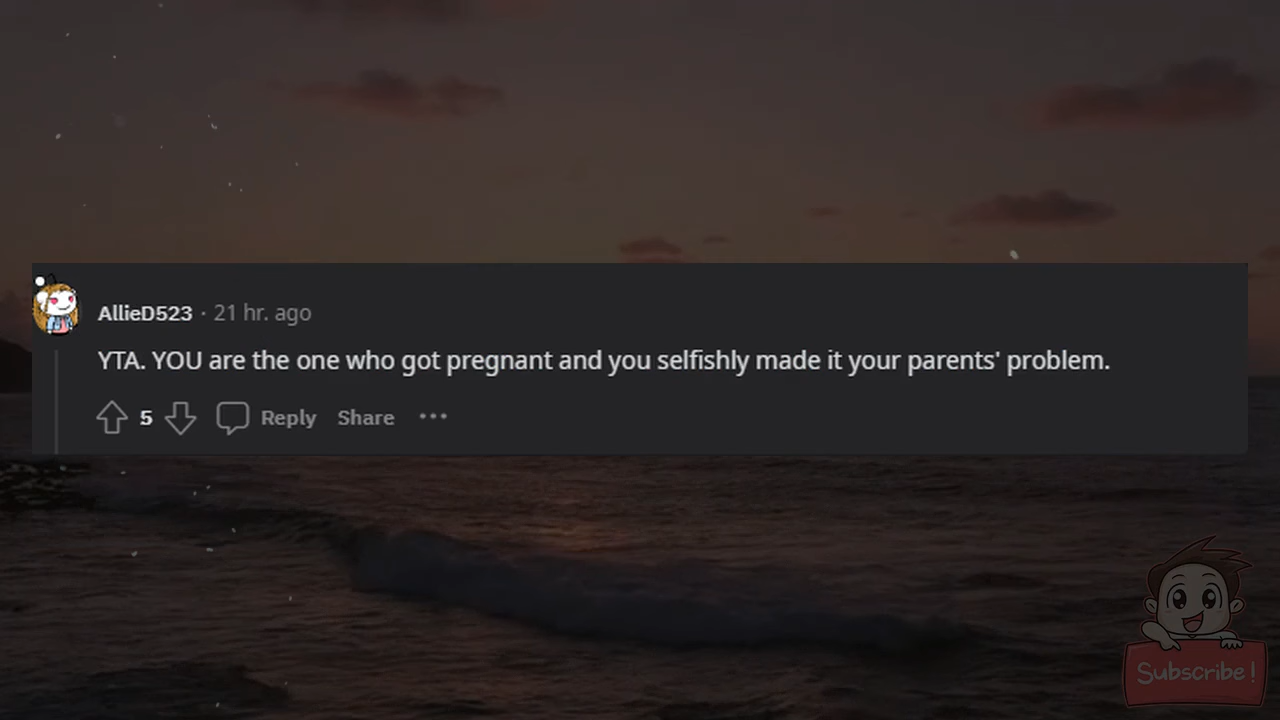 AllieD523 · 21 hr. ago
YTA. YOU are the one who got pregnant and you selfishly made it your parents' problem.
5 Reply Share ···
Subscribe!